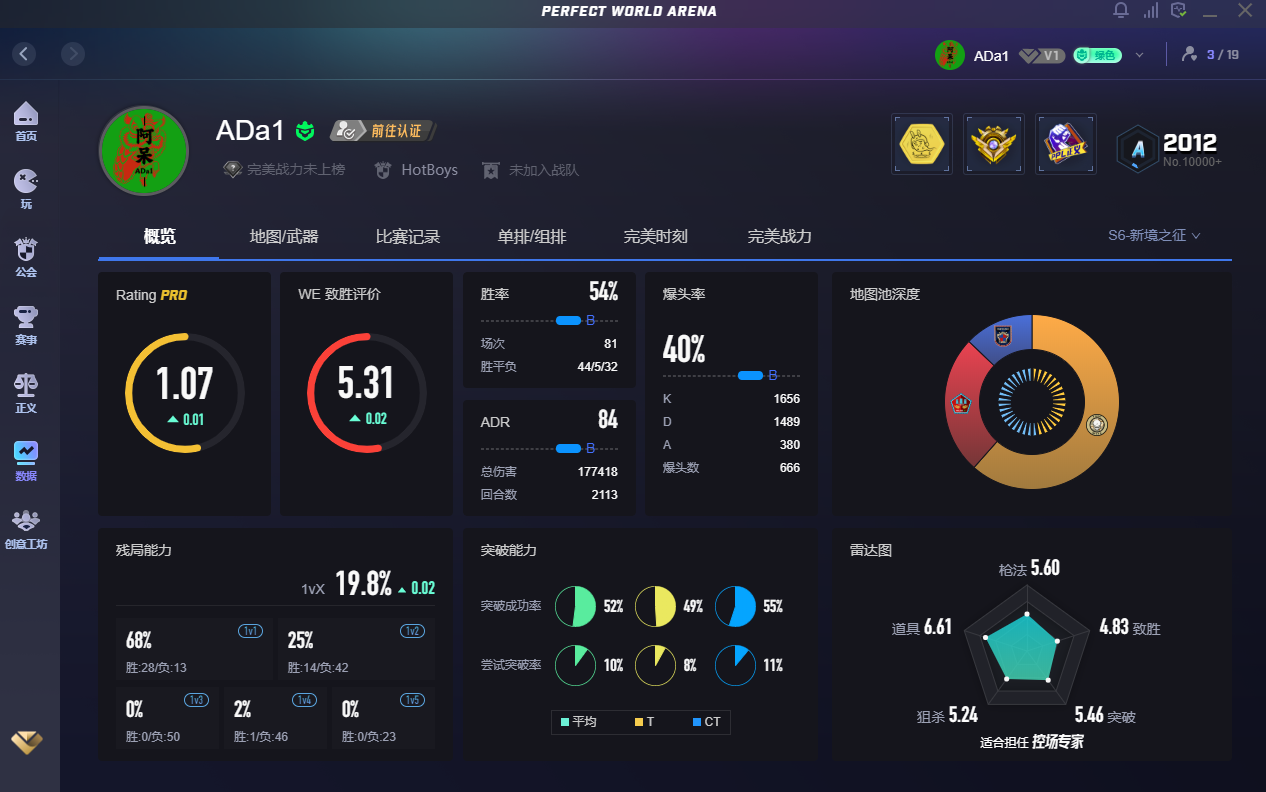 PERFECT WORLD ARENA
ADa1 V1 绿色 3 / 19
首页
玩
公会
赛事
正义
数据
创意工坊
阿呆
ADa1
ADa1 前往认证
完美战力未上榜 HotBoys 未加入战队
A 2012
No.10000+
概览 地图/武器 比赛记录 单排/组排 完美时刻 完美战力 S6-新境之征
Rating PRO
1.07
0.01
WE 致胜评价
5.31
0.02
胜率 54%
B
场次 81
胜平负 44/5/32
ADR 84
B
总伤害 177418
回合数 2113
爆头率
40%
B
K 1656
D 1489
A 380
爆头数 666
地图池深度
残局能力
1vX 19.8% 0.02
68% 1v1
胜:28/负:13
25% 1v2
胜:14/负:42
0% 1v3
胜:0/负:50
2% 1v4
胜:1/负:46
0% 1v5
胜:0/负:23
突破能力
突破成功率 52% 49% 55%
尝试突破率 10% 8% 11%
平均 T CT
雷达图
枪法 5.60
道具 6.61
4.83 致胜
狙杀 5.24
5.46 突破
适合担任 控场专家